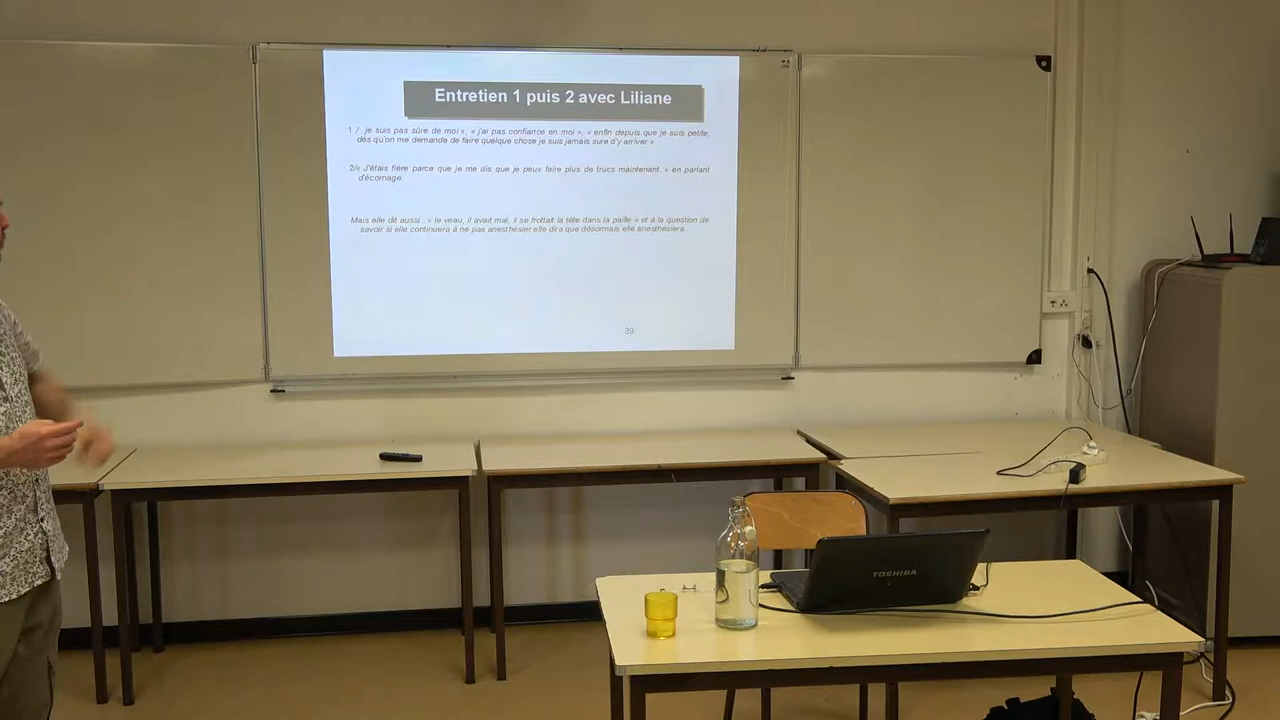 Entretien 1 puis 2 avec Liliane
1 / je suis pas sûre de moi », « j'ai pas confiance en moi », « enfin depuis que je suis petite,
dès qu'on me demande de faire quelque chose je suis jamais sure d'y arriver »
2/« J'étais fière parce que je me dis que je peux faire plus de trucs maintenant. » en parlant
d'écornage.
Mais elle dit aussi : « le veau, il avait mal, il se frottait la tête dans la paille » et à la question de
savoir si elle continuera à ne pas anesthésier elle dira que désormais elle anesthésiera.
39
TOSHIBA